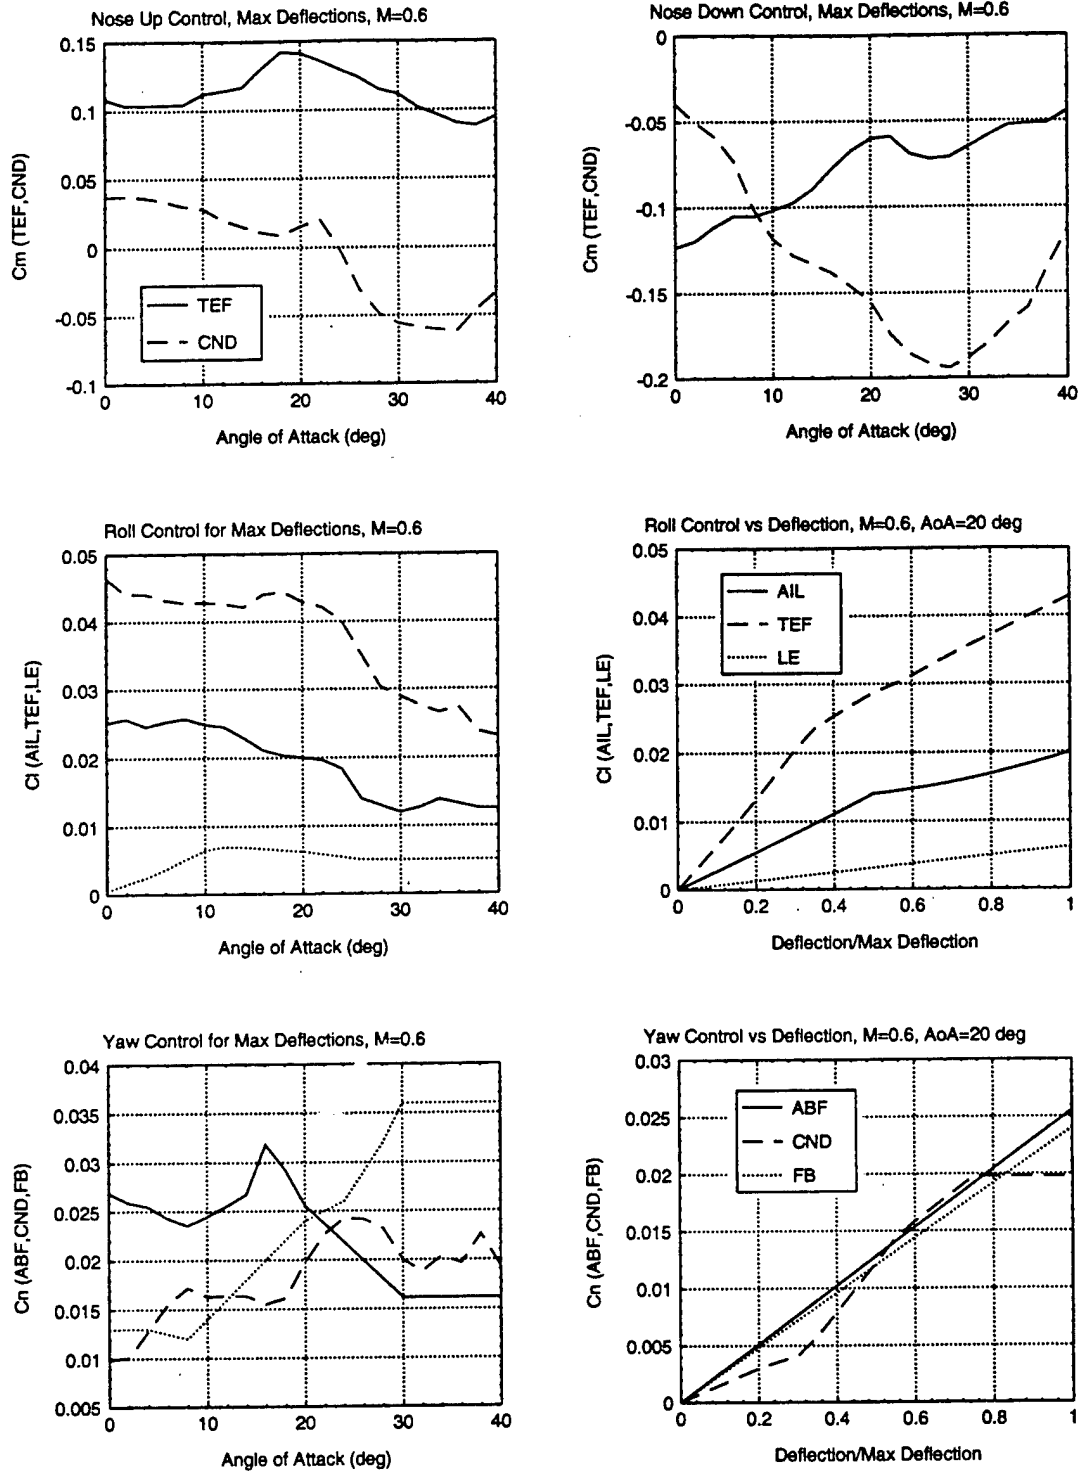 Nose Up Control, Max Deflections, M=0.6
0.15
0.1
0.05
0
-0.05
-0.1
Cm (TEF,CND)
TEF
CND
0 10 20 30 40
Angle of Attack (deg)
Nose Down Control, Max Deflections, M=0.6
0
-0.05
-0.1
-0.15
-0.2
Cm (TEF,CND)
0 10 20 30 40
Angle of Attack (deg)
Roll Control for Max Deflections, M=0.6
0.05
0.04
0.03
0.02
0.01
0
Cl (AIL,TEF,LE)
0 10 20 30 40
Angle of Attack (deg)
Roll Control vs Deflection, M=0.6, AoA=20 deg
0.05
0.04
0.03
0.02
0.01
0
Cl (AIL,TEF,LE)
AIL
TEF
LE
0 0.2 0.4 0.6 0.8 1
Deflection/Max Deflection
Yaw Control for Max Deflections, M=0.6
0.04
0.035
0.03
0.025
0.02
0.015
0.01
0.005
Cn (ABF,CND,FB)
0 10 20 30 40
Angle of Attack (deg)
Yaw Control vs Deflection, M=0.6, AoA=20 deg
0.03
0.025
0.02
0.015
0.01
0.005
0
Cn (ABF,CND,FB)
ABF
CND
FB
0 0.2 0.4 0.6 0.8 1
Deflection/Max Deflection